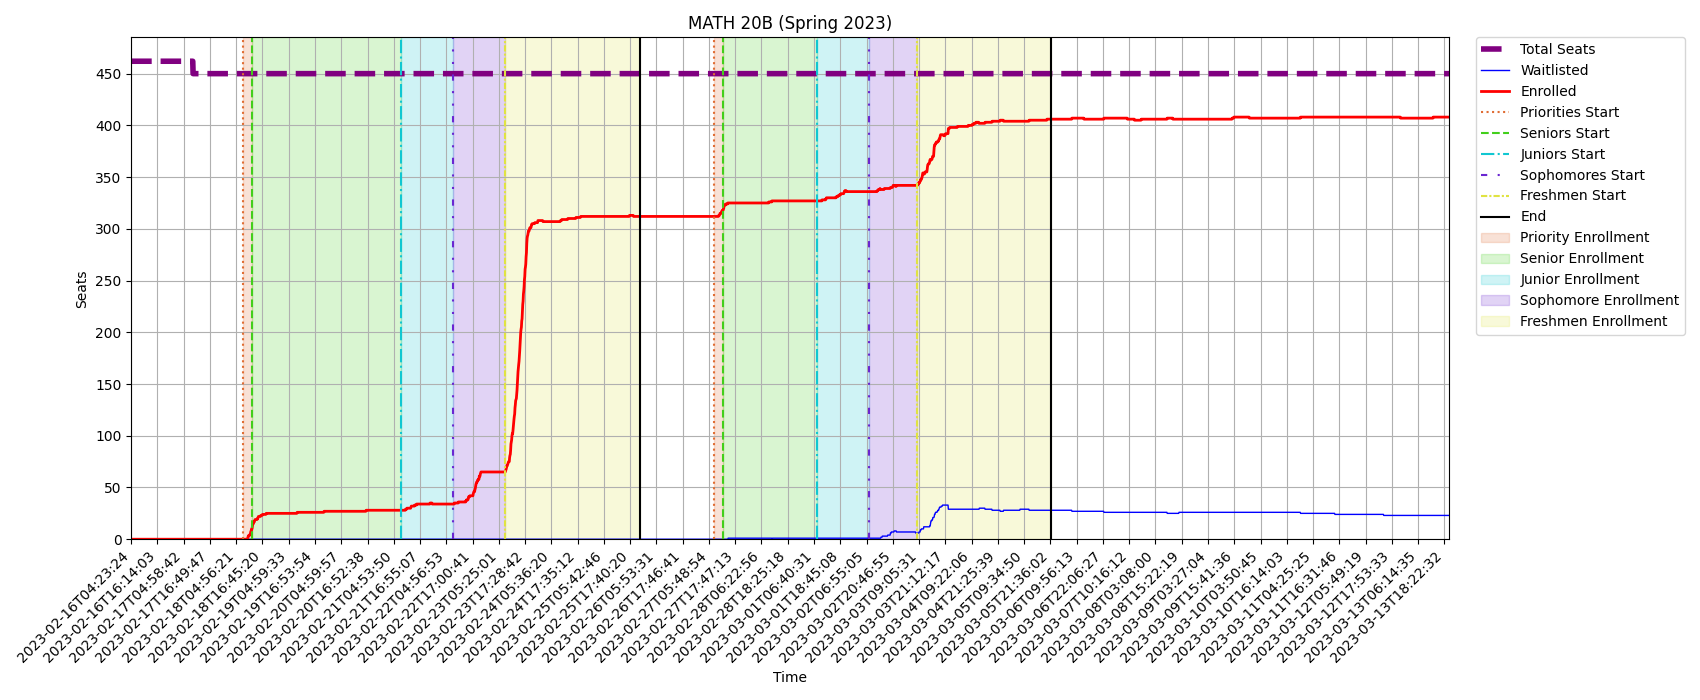 MATH 20B (Spring 2023)
Seats
450
400
350
300
250
200
150
100
50
0
2023-02-16T04:23:24
2023-02-16T16:14:03
2023-02-17T04:58:42
2023-02-17T16:49:47
2023-02-18T04:56:21
2023-02-18T16:45:20
2023-02-19T04:59:33
2023-02-19T16:53:54
2023-02-20T04:59:57
2023-02-20T16:52:38
2023-02-21T04:53:50
2023-02-21T16:55:07
2023-02-22T04:56:53
2023-02-22T17:00:41
2023-02-23T05:25:01
2023-02-23T17:28:42
2023-02-24T05:36:20
2023-02-24T17:35:12
2023-02-25T05:42:46
2023-02-25T17:40:20
2023-02-26T05:53:31
2023-02-26T17:46:41
2023-02-27T05:48:54
2023-02-27T17:47:13
2023-02-28T06:22:56
2023-02-28T18:25:18
2023-03-01T06:40:31
2023-03-01T18:45:08
2023-03-02T06:55:05
2023-03-02T20:46:55
2023-03-03T09:05:31
2023-03-03T21:12:17
2023-03-04T09:22:06
2023-03-04T21:25:39
2023-03-05T09:34:50
2023-03-05T21:36:02
2023-03-06T09:56:13
2023-03-06T22:06:27
2023-03-07T10:16:12
2023-03-08T03:08:00
2023-03-08T15:22:19
2023-03-09T03:27:04
2023-03-09T15:41:36
2023-03-10T03:50:45
2023-03-10T16:14:03
2023-03-11T04:25:25
2023-03-11T16:31:46
2023-03-12T05:49:19
2023-03-12T17:53:33
2023-03-13T06:14:35
2023-03-13T18:22:32
Time
Total Seats
Waitlisted
Enrolled
Priorities Start
Seniors Start
Juniors Start
Sophomores Start
Freshmen Start
End
Priority Enrollment
Senior Enrollment
Junior Enrollment
Sophomore Enrollment
Freshmen Enrollment